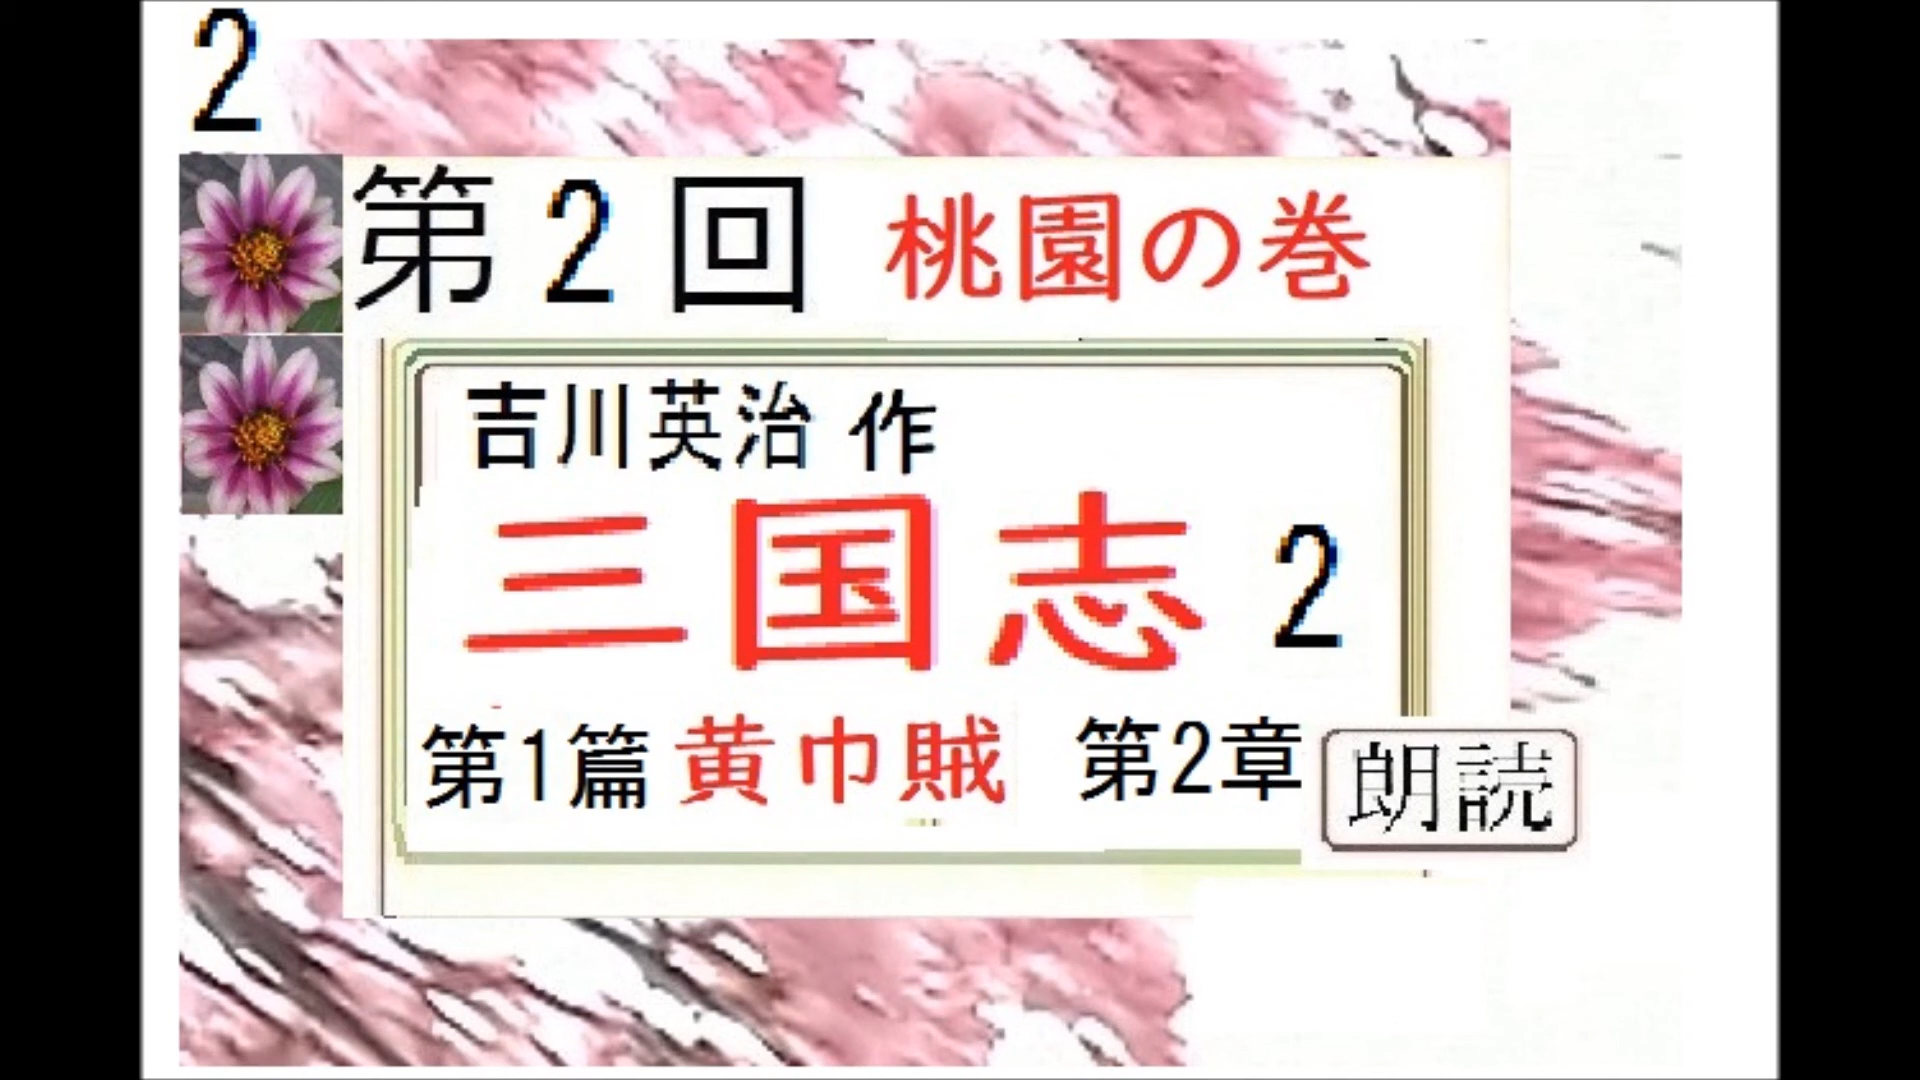 2
第2回 桃園の巻
吉川英治 作
三国志 2
第1篇 黄巾賊 第2章
朗読